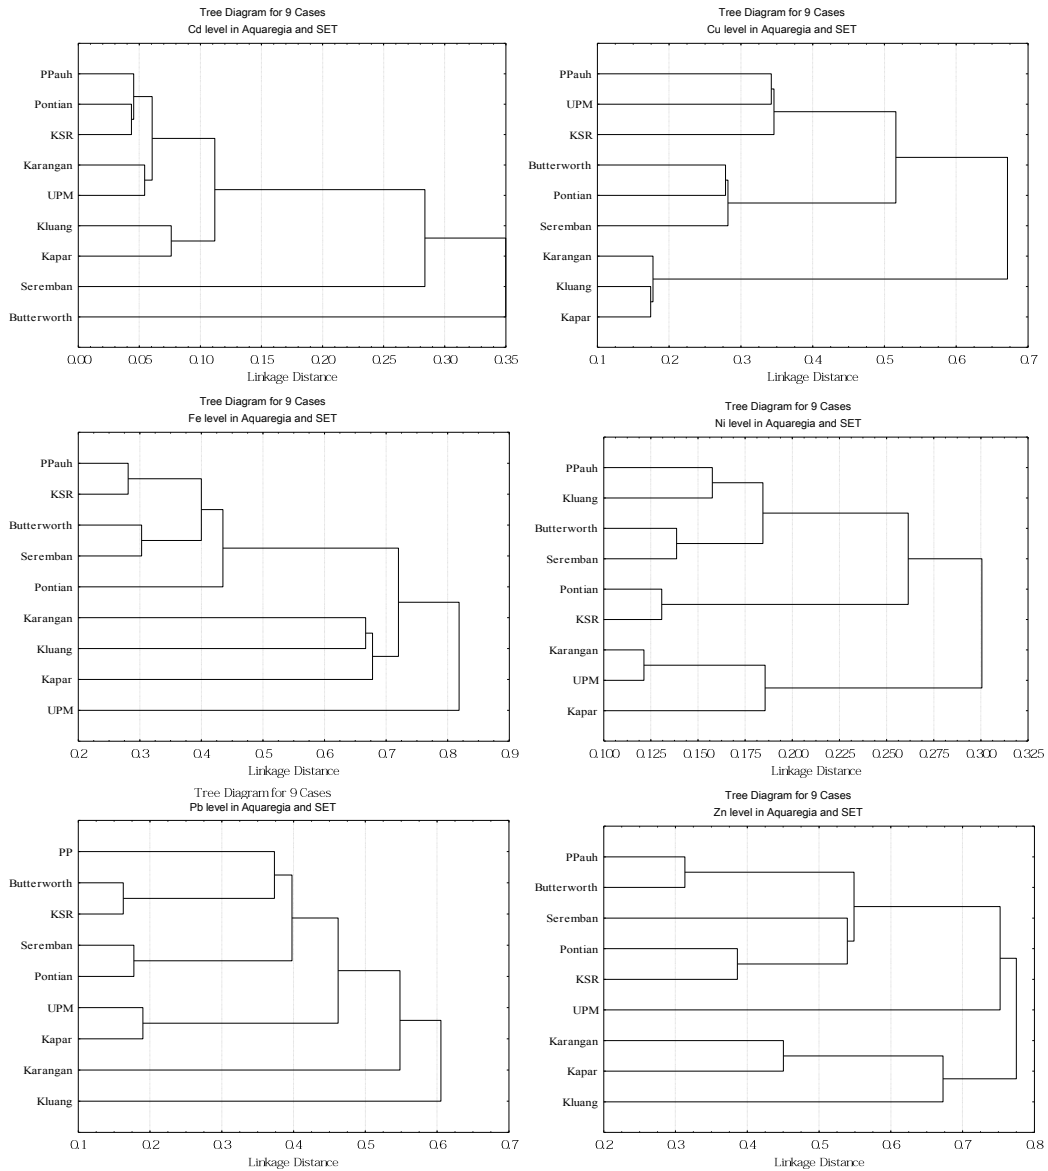 Tree Diagram for 9 Cases
Cd level in Aquaregia and SET
PPauh
Pontian
KSR
Karangan
UPM
Kluang
Kapar
Seremban
Butterworth
0.00 0.05 0.10 0.15 0.20 0.25 0.30 0.35
Linkage Distance
Tree Diagram for 9 Cases
Cu level in Aquaregia and SET
PPauh
UPM
KSR
Butterworth
Pontian
Seremban
Karangan
Kluang
Kapar
0.1 0.2 0.3 0.4 0.5 0.6 0.7
Linkage Distance
Tree Diagram for 9 Cases
Fe level in Aquaregia and SET
PPauh
KSR
Butterworth
Seremban
Pontian
Karangan
Kluang
Kapar
UPM
0.2 0.3 0.4 0.5 0.6 0.7 0.8 0.9
Linkage Distance
Tree Diagram for 9 Cases
Ni level in Aquaregia and SET
PPauh
Kluang
Butterworth
Seremban
Pontian
KSR
Karangan
UPM
Kapar
0.100 0.125 0.150 0.175 0.200 0.225 0.250 0.275 0.300 0.325
Linkage Distance
Tree Diagram for 9 Cases
Pb level in Aquaregia and SET
PP
Butterworth
KSR
Seremban
Pontian
UPM
Kapar
Karangan
Kluang
0.1 0.2 0.3 0.4 0.5 0.6 0.7
Linkage Distance
Tree Diagram for 9 Cases
Zn level in Aquaregia and SET
PPauh
Butterworth
Seremban
Pontian
KSR
UPM
Karangan
Kapar
Kluang
0.2 0.3 0.4 0.5 0.6 0.7 0.8
Linkage Distance